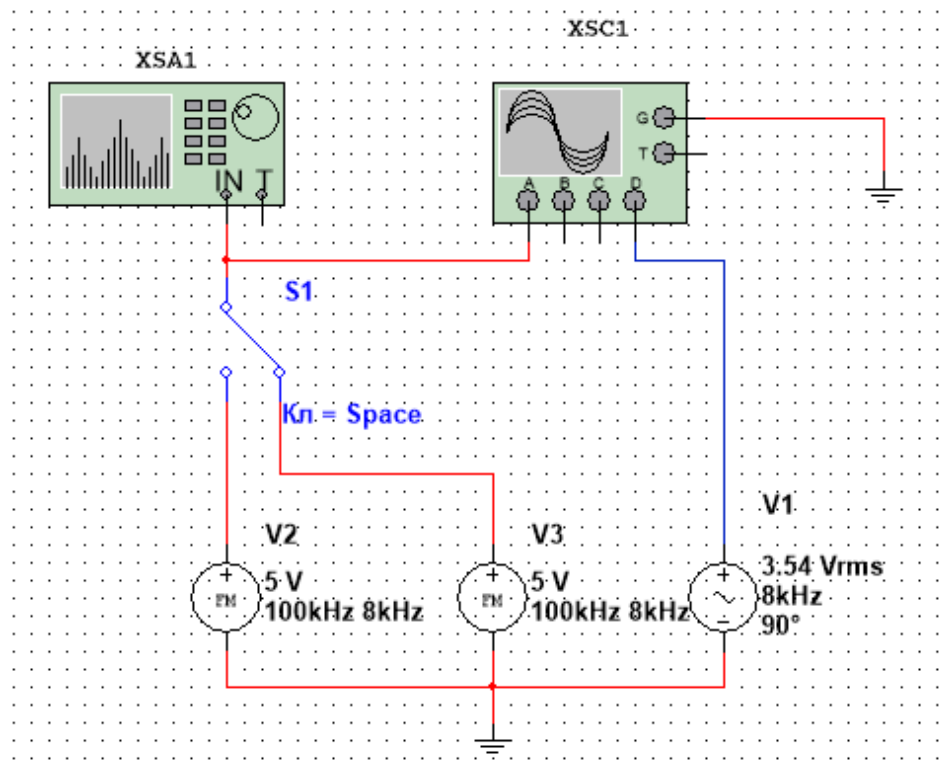 XSC1
XSA1
G
T
IN T
A B C D
S1
Кл = Space
V1
V2
V3
3.54 Vrms
8kHz
90°
5 V
100kHz 8kHz
5 V
100kHz 8kHz
FM
FM